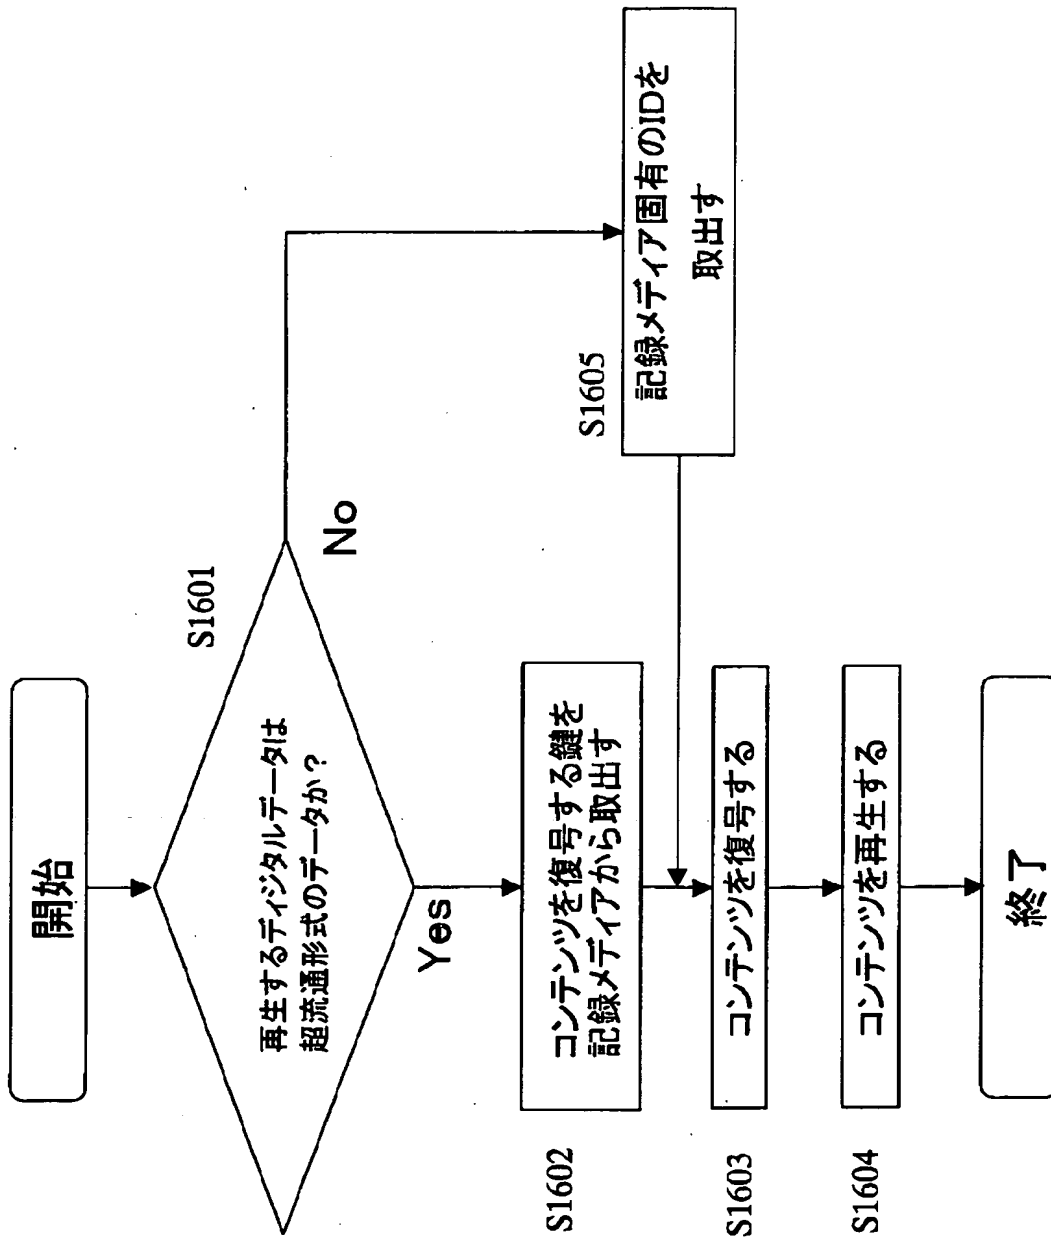 開始
S1601
再生するディジタルデータは
超流通形式のデータか？
Yes
No
S1602
コンテンツを復号する鍵を
記録メディアから取出す
S1605
記録メディア固有のIDを
取出す
S1603
コンテンツを復号する
S1604
コンテンツを再生する
終了